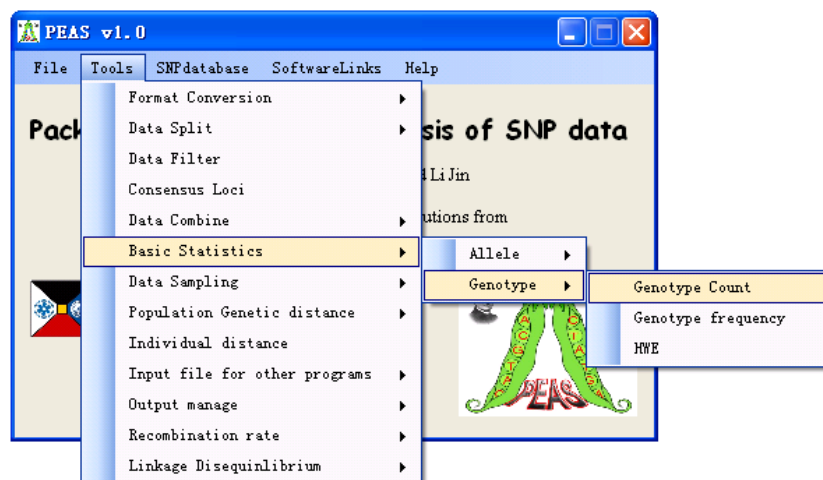 PEAS v1.0
File Tools SNPdatabase SoftwareLinks Help
Format Conversion
Pack sis of SNP data
Data Split
Data Filter
Li Jin
Consensus Loci
Data Combine
utions from
Basic Statistics
Allele
Data Sampling
Genotype
Genotype Count
Population Genetic distance
Genotype frequency
Individual distance
HWE
Input file for other programs
PEAS
Output manage
Recombination rate
Linkage Disequinlibrium